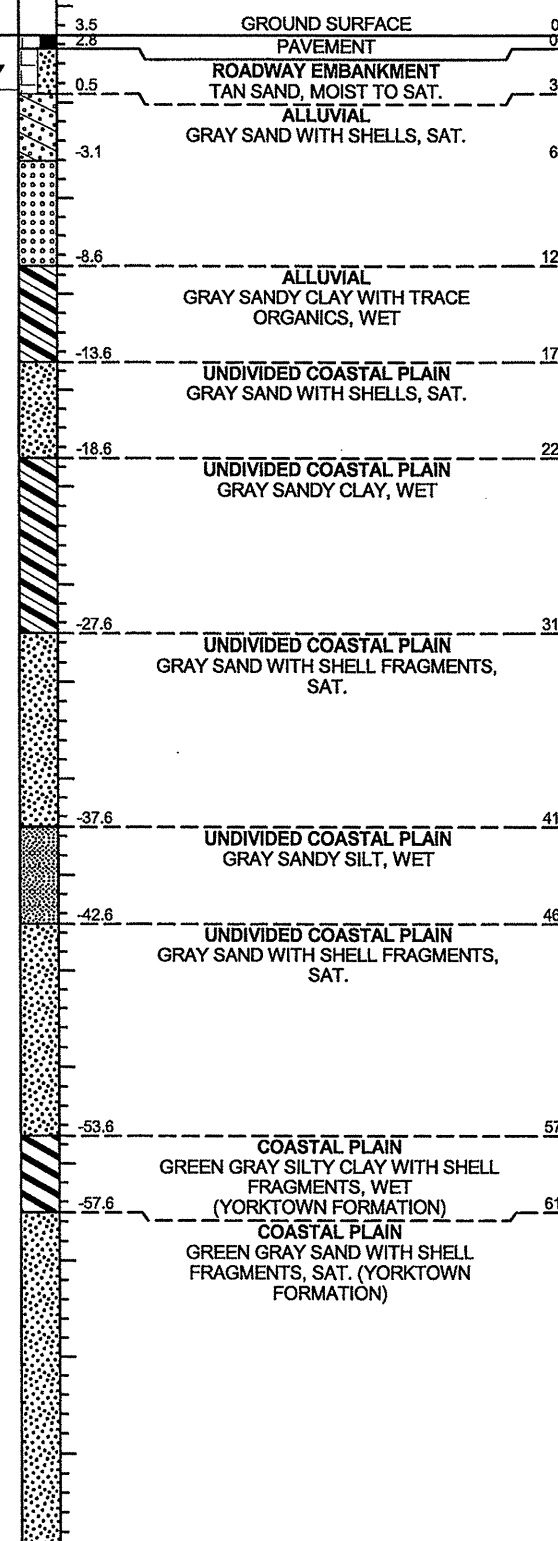 3.5 GROUND SURFACE 0
2.8 PAVEMENT 0
ROADWAY EMBANKMENT
TAN SAND, MOIST TO SAT.
0.5 3
ALLUVIAL
GRAY SAND WITH SHELLS, SAT.
-3.1 6
-8.6 12
ALLUVIAL
GRAY SANDY CLAY WITH TRACE
ORGANICS, WET
-13.6 17
UNDIVIDED COASTAL PLAIN
GRAY SAND WITH SHELLS, SAT.
-18.6 22
UNDIVIDED COASTAL PLAIN
GRAY SANDY CLAY, WET
-27.6 31
UNDIVIDED COASTAL PLAIN
GRAY SAND WITH SHELL FRAGMENTS,
SAT.
-37.6 41
UNDIVIDED COASTAL PLAIN
GRAY SANDY SILT, WET
-42.6 46
UNDIVIDED COASTAL PLAIN
GRAY SAND WITH SHELL FRAGMENTS,
SAT.
-53.6 57
COASTAL PLAIN
GREEN GRAY SILTY CLAY WITH SHELL
FRAGMENTS, WET
(YORKTOWN FORMATION)
-57.6 61
COASTAL PLAIN
GREEN GRAY SAND WITH SHELL
FRAGMENTS, SAT. (YORKTOWN
FORMATION)